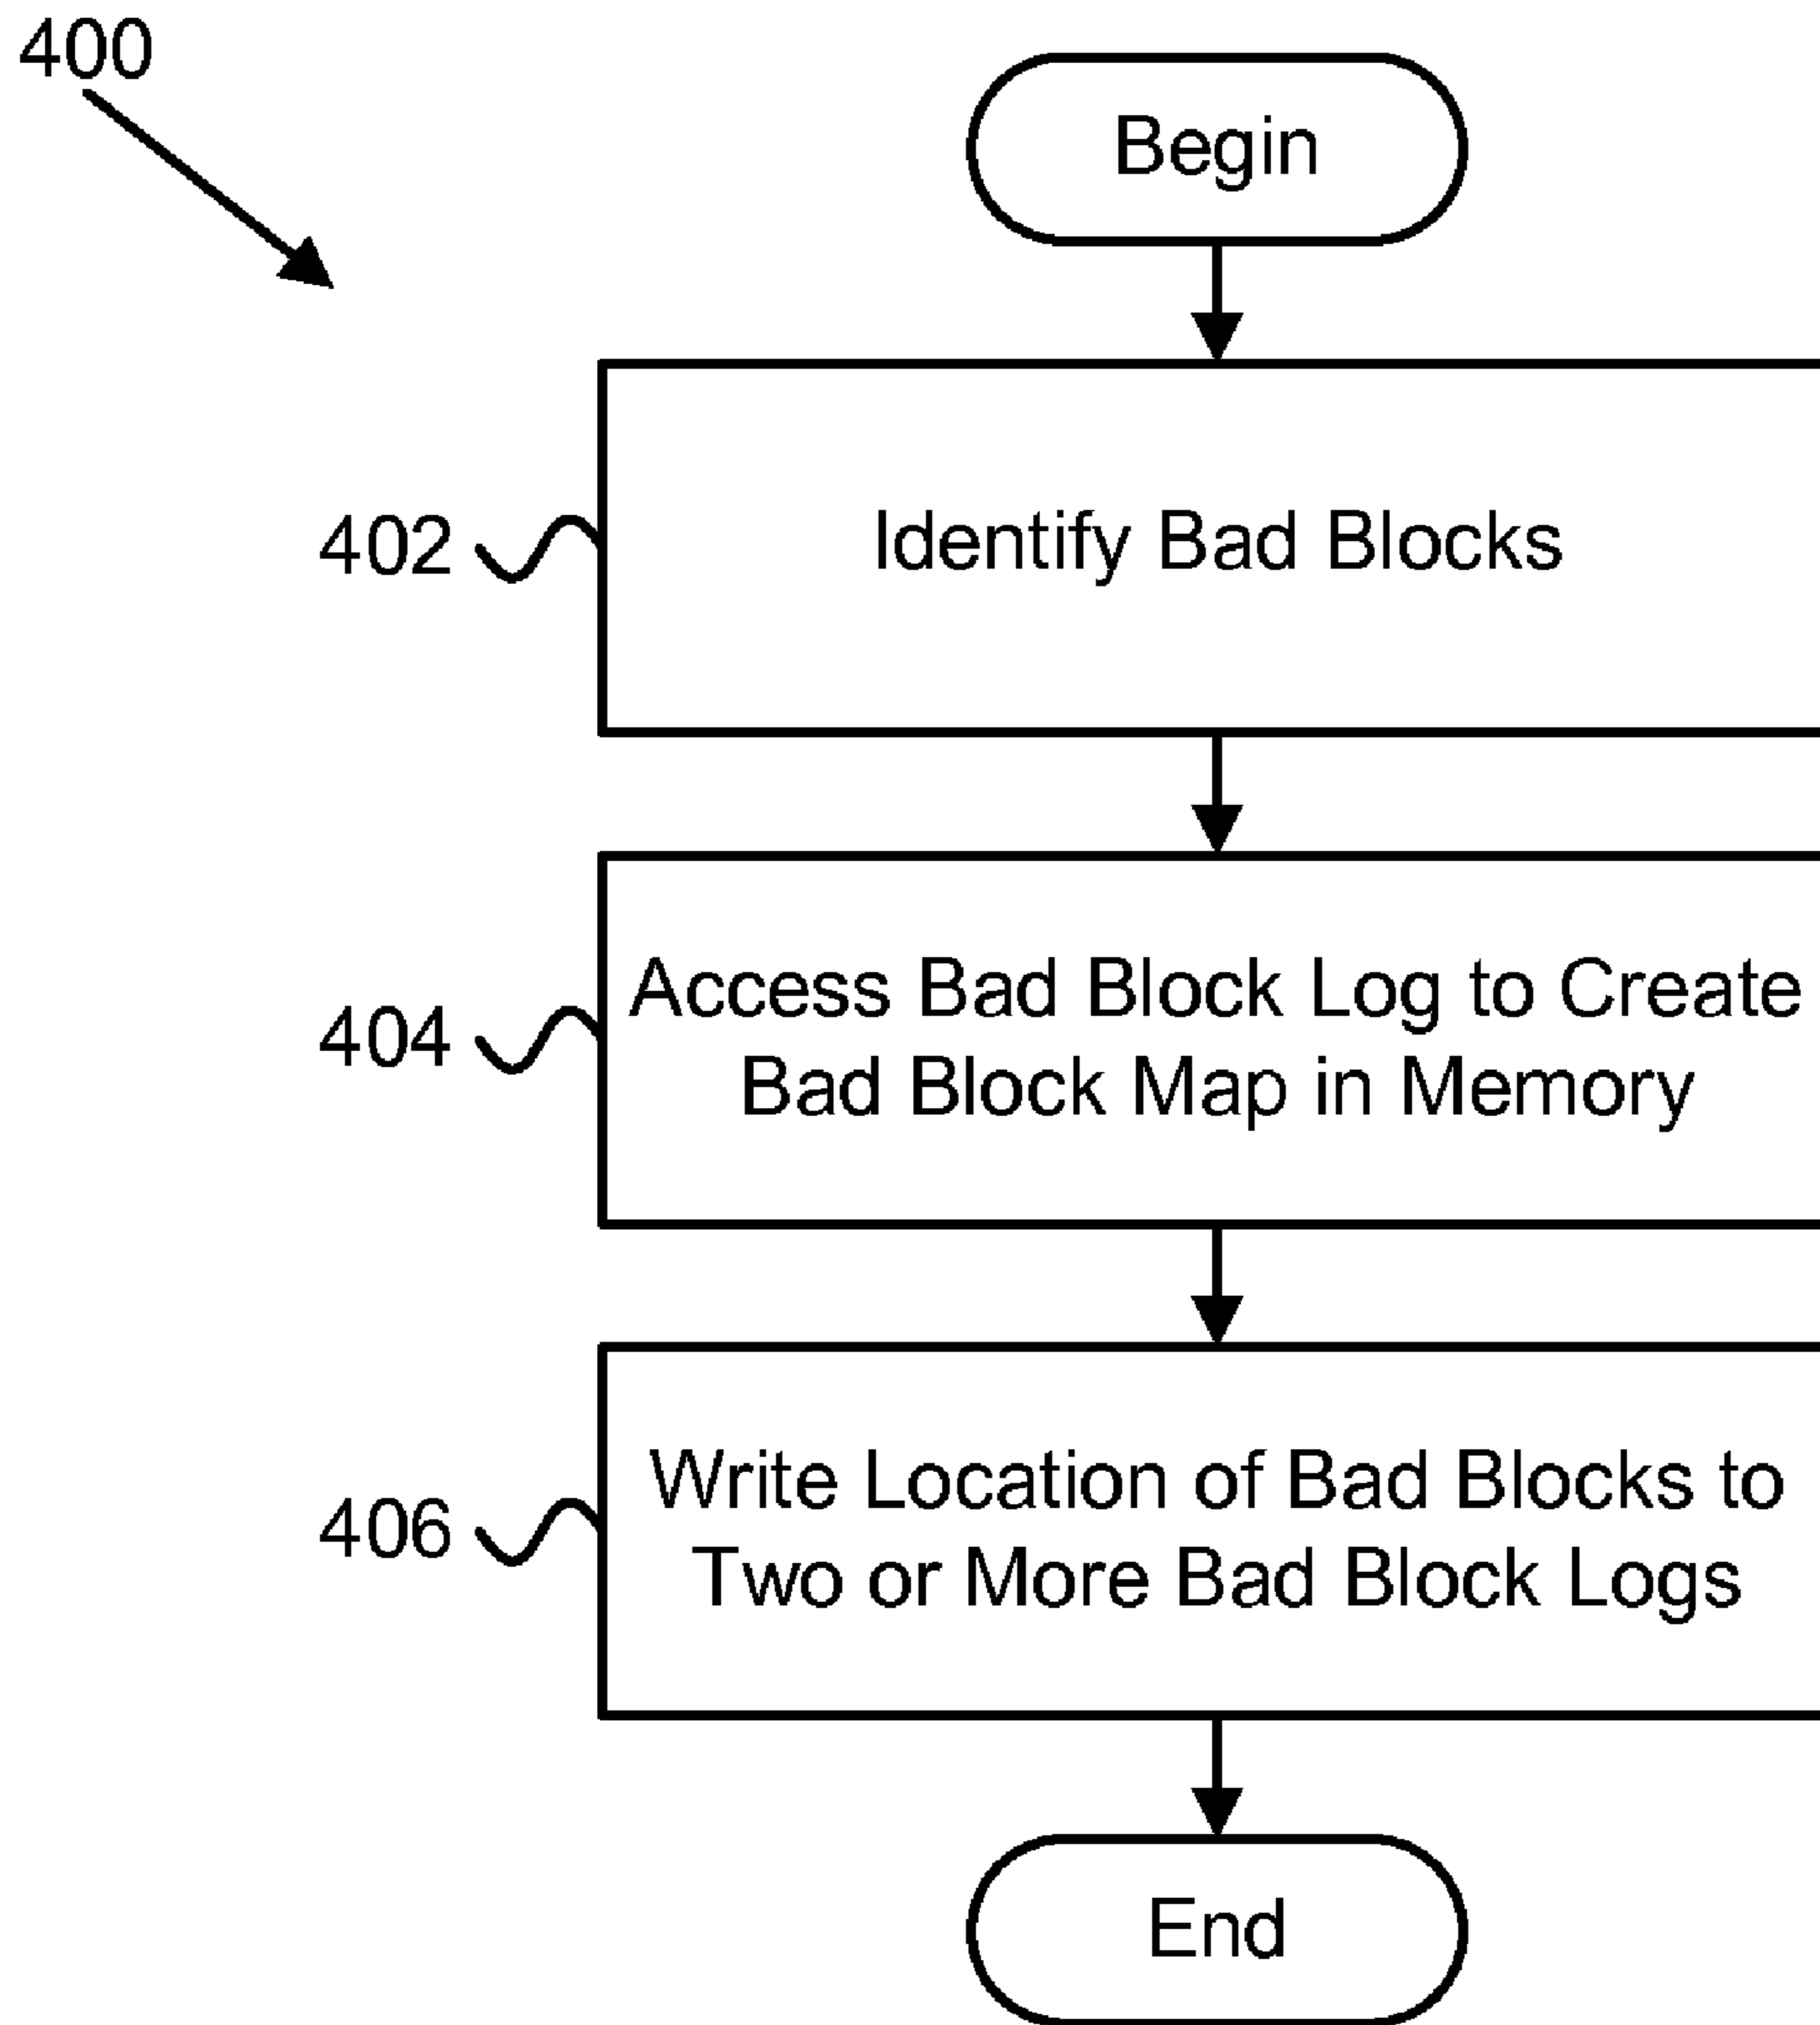 400
Begin
402
Identify Bad Blocks
404
Access Bad Block Log to Create
Bad Block Map in Memory
406
Write Location of Bad Blocks to
Two or More Bad Block Logs
End